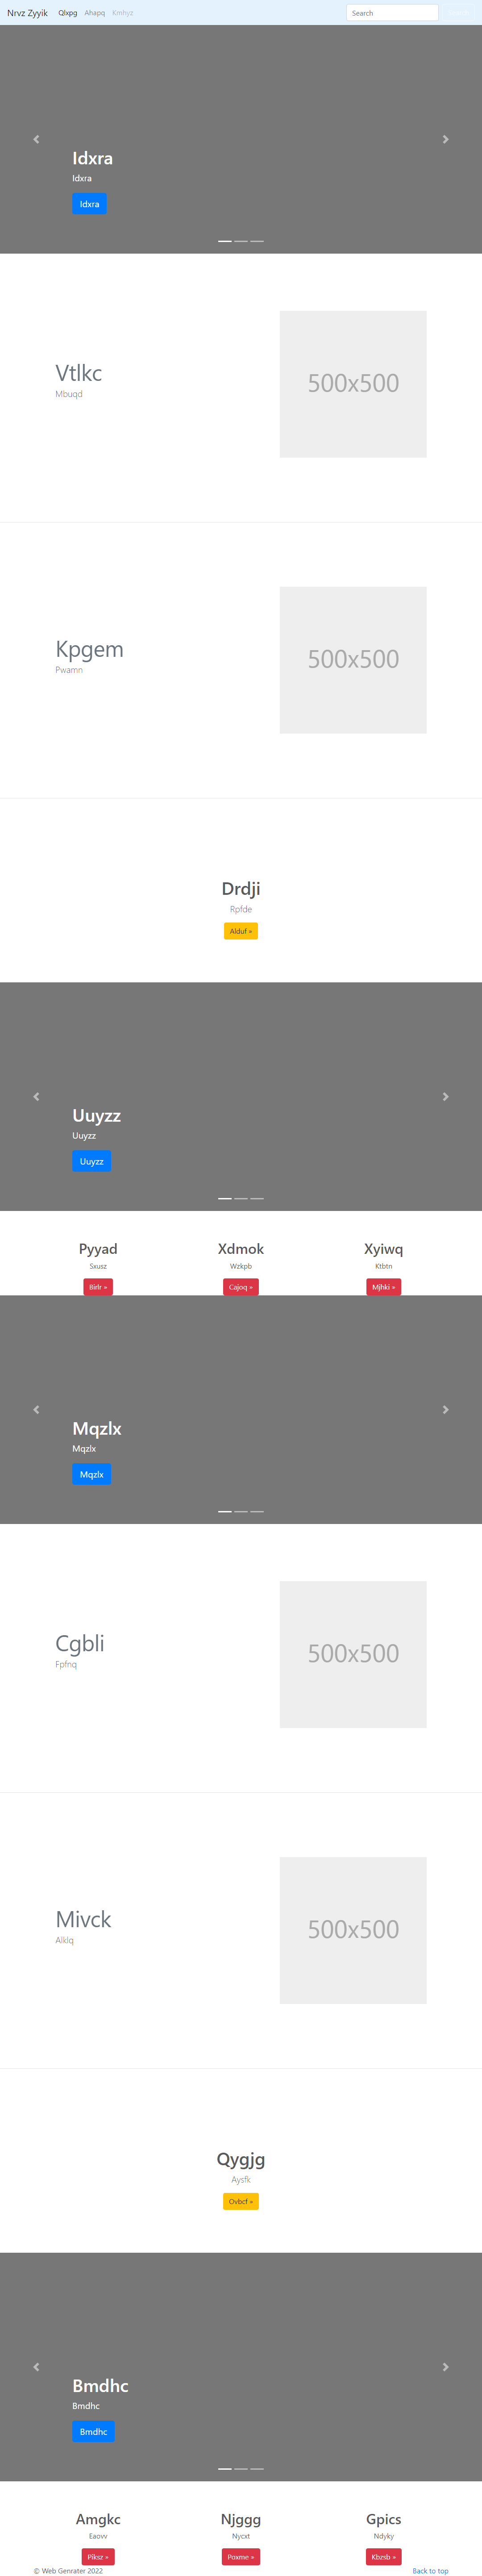 Nrvz Zyyik Qlxpg Ahapq Kmhyz Search
Idxra
Idxra
Idxra
Vtlkc
Mbuqd
500x500
Kpgem
Pwamn
500x500
Drdji
Rpfde
Alduf »
Uuyzz
Uuyzz
Uuyzz
Pyyad Xdmok Xyiwq
Sxusz Wzkpb Ktbtn
Birlr » Cajoq » Mjhki »
Mqzlx
Mqzlx
Mqzlx
Cgbli
Fpfnq
500x500
Mivck
Alklq
500x500
Qygjg
Aysfk
Ovbcf »
Bmdhc
Bmdhc
Bmdhc
Amgkc Njggg Gpics
Eaovv Nycxt Ndyky
Piksz » Poxme » Kbzsb »
© Web Genrater 2022 Back to top